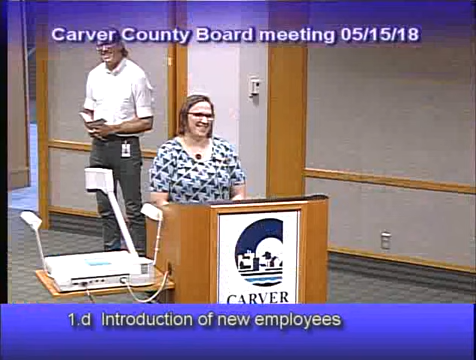 Carver County Board meeting 05/15/18
CARVER
1.d Introduction of new employees